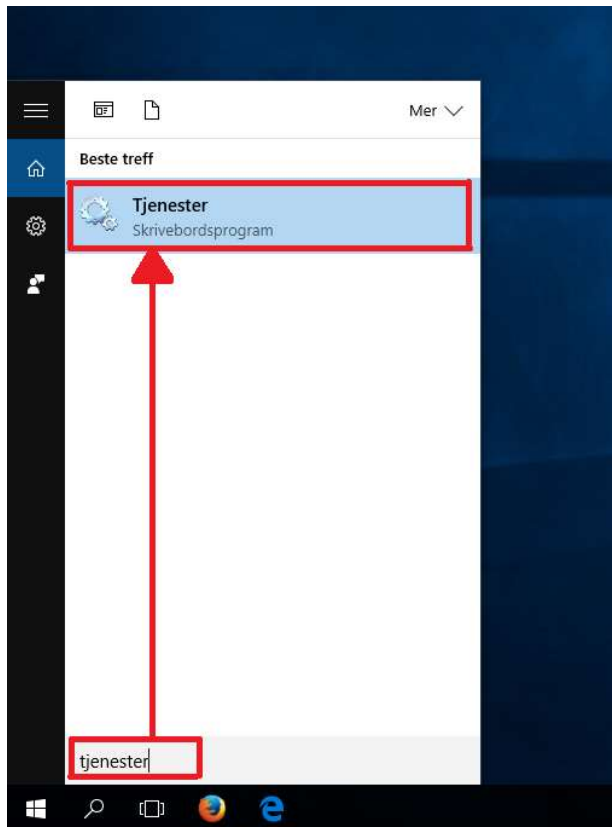 Mer
Beste treff
Tjenester
Skrivebordsprogram
tjenester